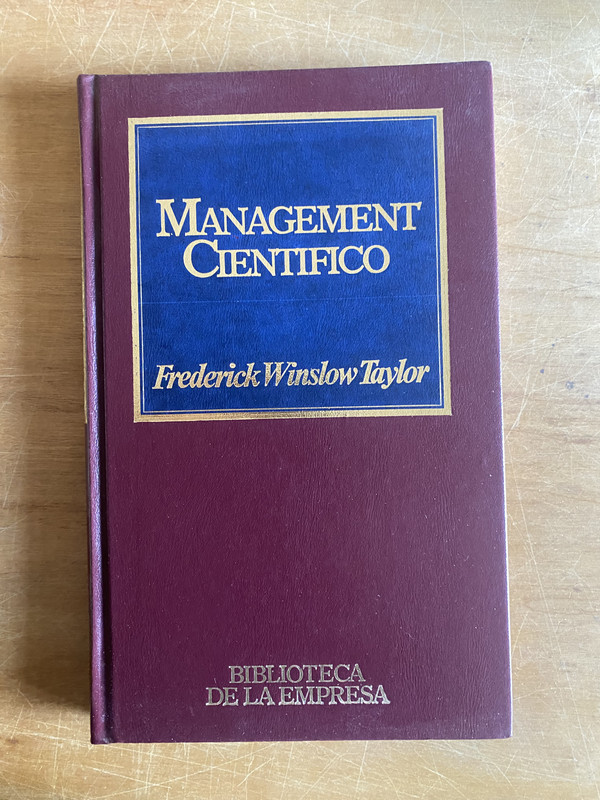 MANAGEMENT
CIENTIFICO
Frederick Winslow Taylor
BIBLIOTECA
DE LA EMPRESA